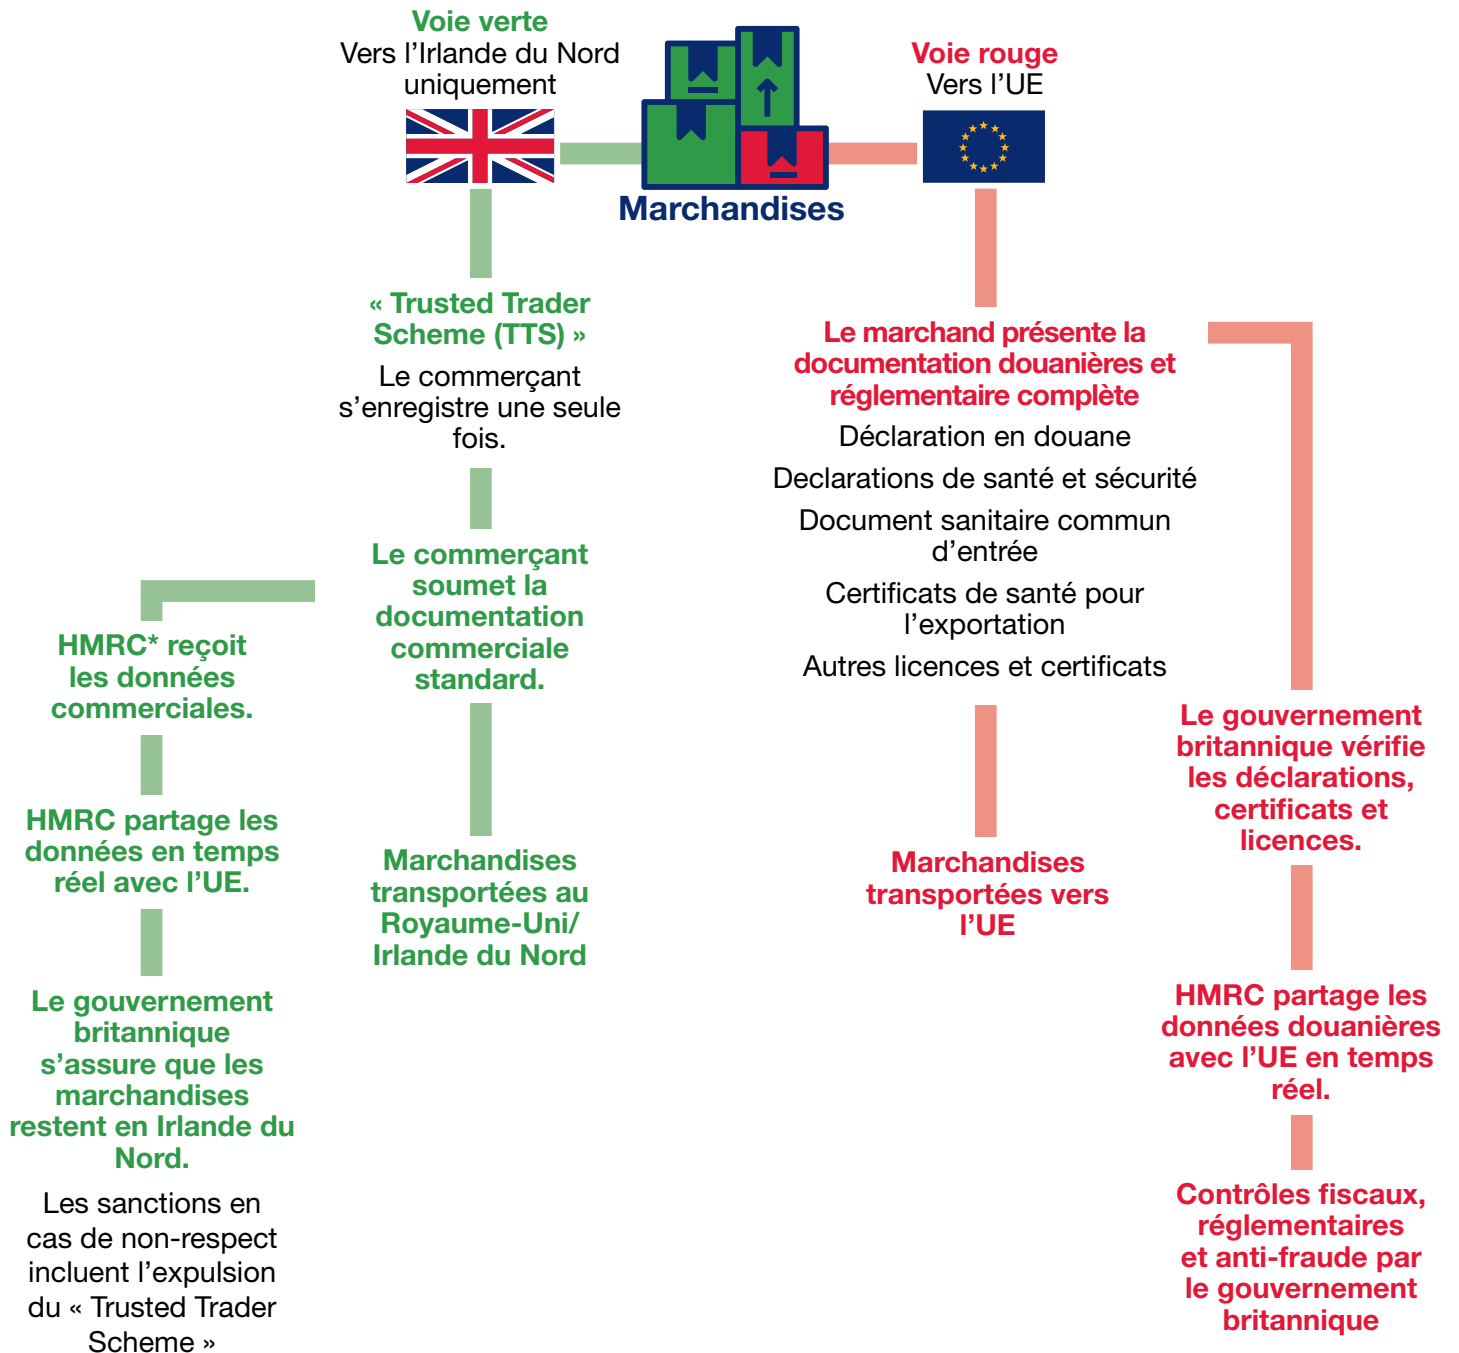 Voie verte
Vers l’Irlande du Nord
uniquement
Marchandises
Voie rouge
Vers l’UE
« Trusted Trader
Scheme (TTS) »
Le commerçant
s’enregistre une seule
fois.
Le commerçant
soumet la
documentation
commerciale
standard.
Marchandises
transportées au
Royaume-Uni/
Irlande du Nord
HMRC* reçoit
les données
commerciales.
HMRC partage les
données en temps
réel avec l’UE.
Le gouvernement
britannique
s’assure que les
marchandises
restent en Irlande du
Nord.
Les sanctions en
cas de non-respect
incluent l’expulsion
du « Trusted Trader
Scheme »
Le marchand présente la
documentation douanières et
réglementaire complète
Déclaration en douane
Declarations de santé et sécurité
Document sanitaire commun
d’entrée
Certificats de santé pour
l’exportation
Autres licences et certificats
Marchandises
transportées vers
l’UE
Le gouvernement
britannique vérifie
les déclarations,
certificats et
licences.
HMRC partage les
données douanières
avec l’UE en temps
réel.
Contrôles fiscaux,
réglementaires
et anti-fraude par
le gouvernement
britannique